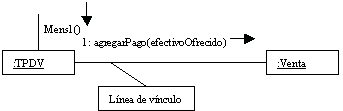 Mens1()
1: agregarPago(efectivoOfrecido)
:TPDV
:Venta
Línea de vínculo